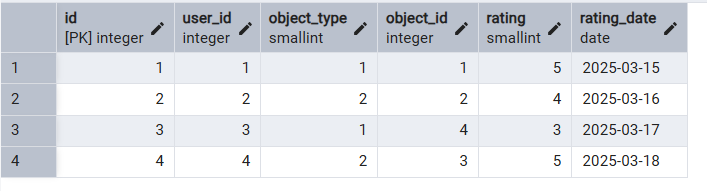 id user_id object_type object_id rating rating_date
[PK] integer integer smallint integer smallint date
1 1 1 1 1 5 2025-03-15
2 2 2 2 2 4 2025-03-16
3 3 3 1 4 3 2025-03-17
4 4 4 2 3 5 2025-03-18